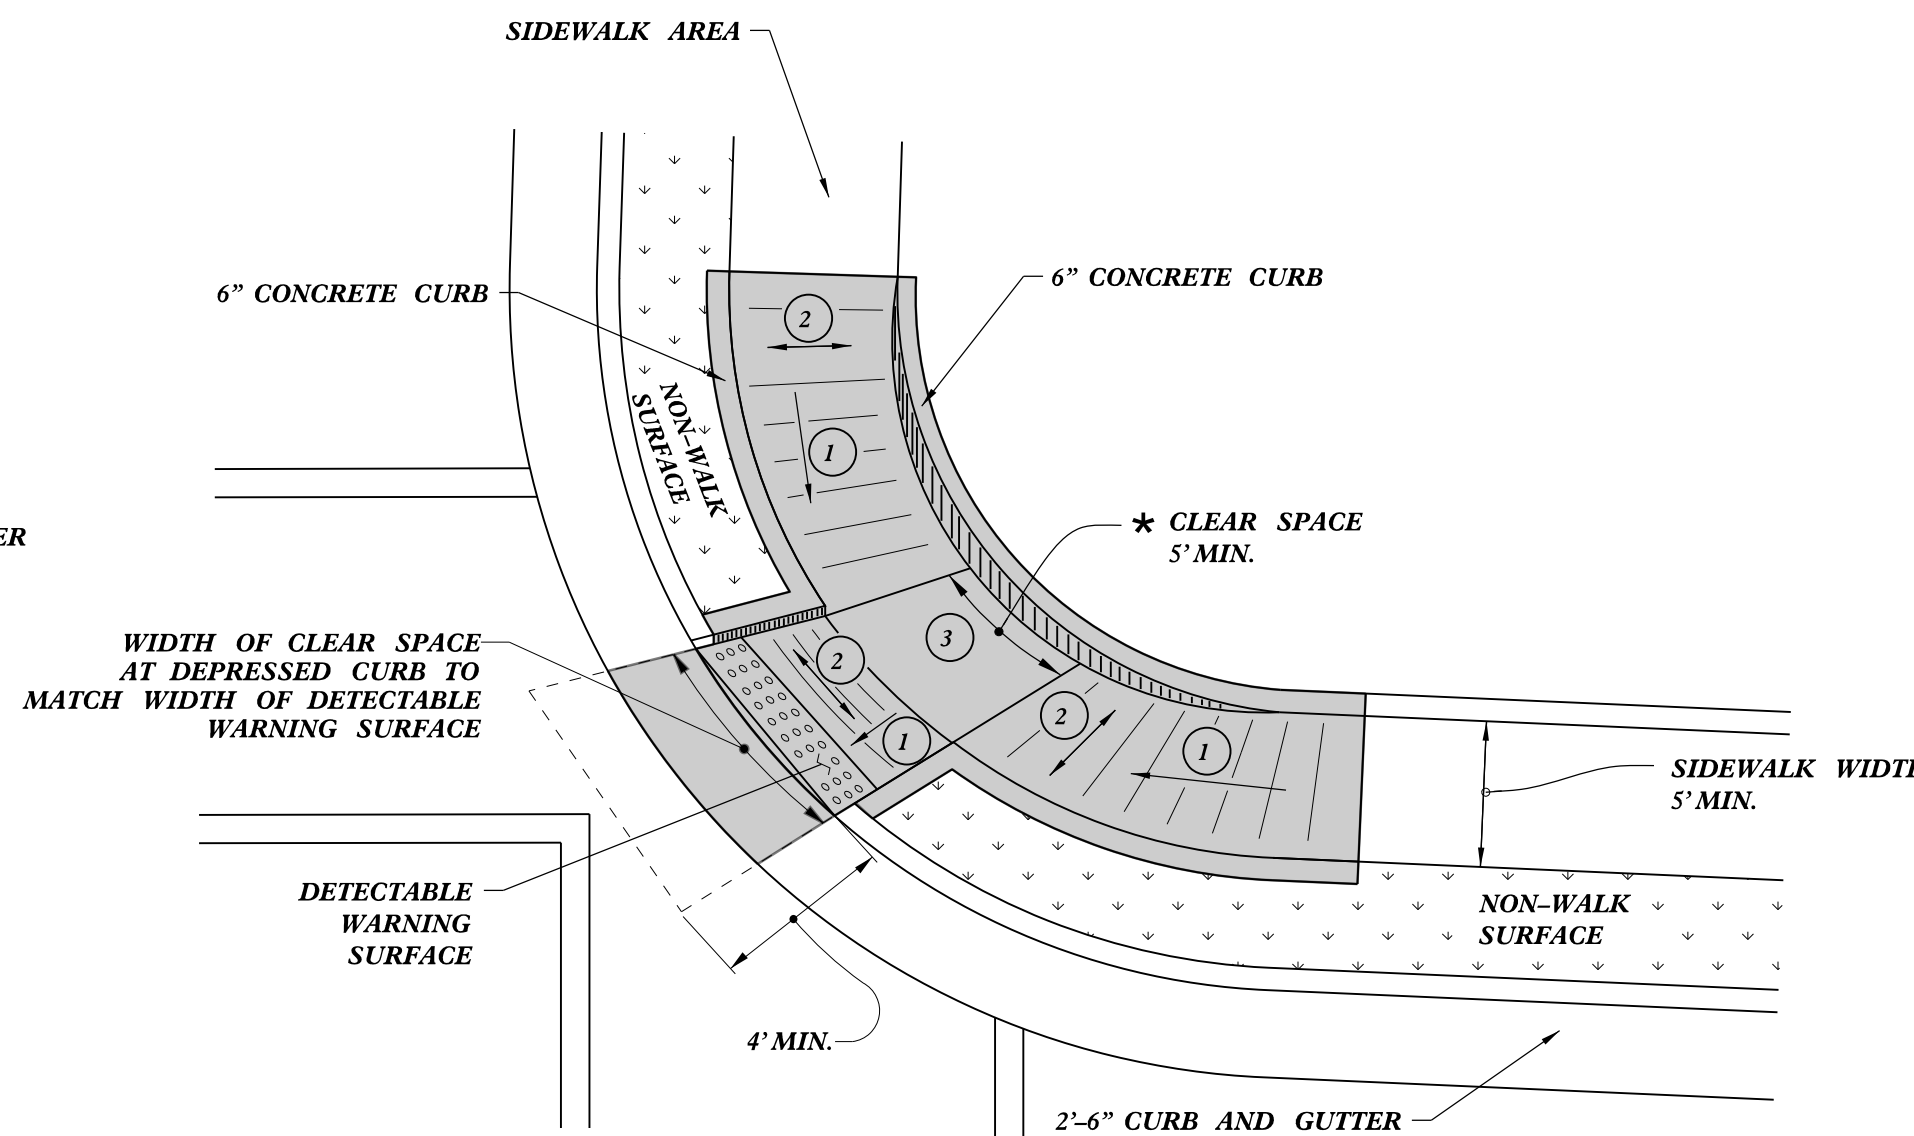 SIDEWALK AREA
6" CONCRETE CURB
6" CONCRETE CURB
2
NON-WALK
SURFACE
1
* CLEAR SPACE
5' MIN.
ER
WIDTH OF CLEAR SPACE
AT DEPRESSED CURB TO
MATCH WIDTH OF DETECTABLE
WARNING SURFACE
3
2
2
1
1
SIDEWALK WIDT
5' MIN.
DETECTABLE
WARNING
SURFACE
NON-WALK
SURFACE
4' MIN.
2'-6" CURB AND GUTTER